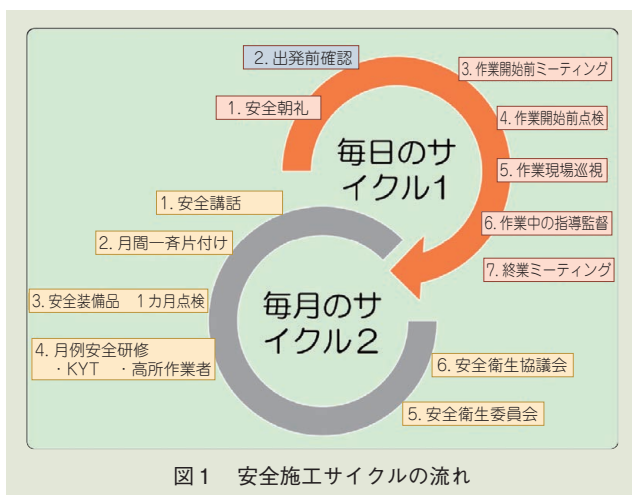 2. 出発前確認
3. 作業開始前ミーティング
1. 安全朝礼
4. 作業開始前点検
毎日のサ
イクル1
5. 作業現場巡視
1. 安全講話
6. 作業中の指導監督
2. 月間一斉片付け
7. 終業ミーティング
3. 安全装備品　1カ月点検
毎月のサ
イクル2
4. 月例安全研修
・KYT　・高所作業者
6. 安全衛生協議会
5. 安全衛生委員会
図1　安全施工サイクルの流れ